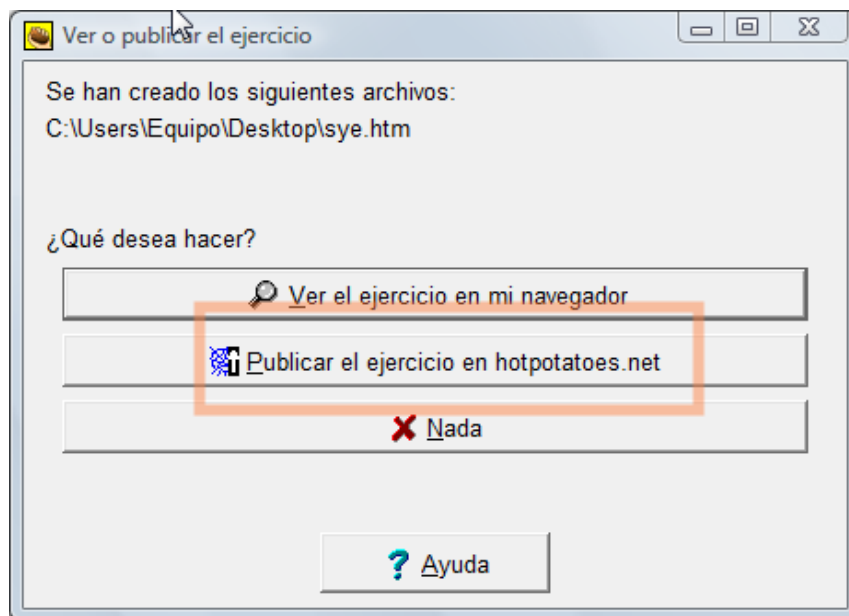 Ver o publicar el ejercicio
Se han creado los siguientes archivos:
C:\Users\Equipo\Desktop\sye.htm
¿Qué desea hacer?
Ver el ejercicio en mi navegador
Publicar el ejercicio en hotpotatoes.net
Nada
Ayuda